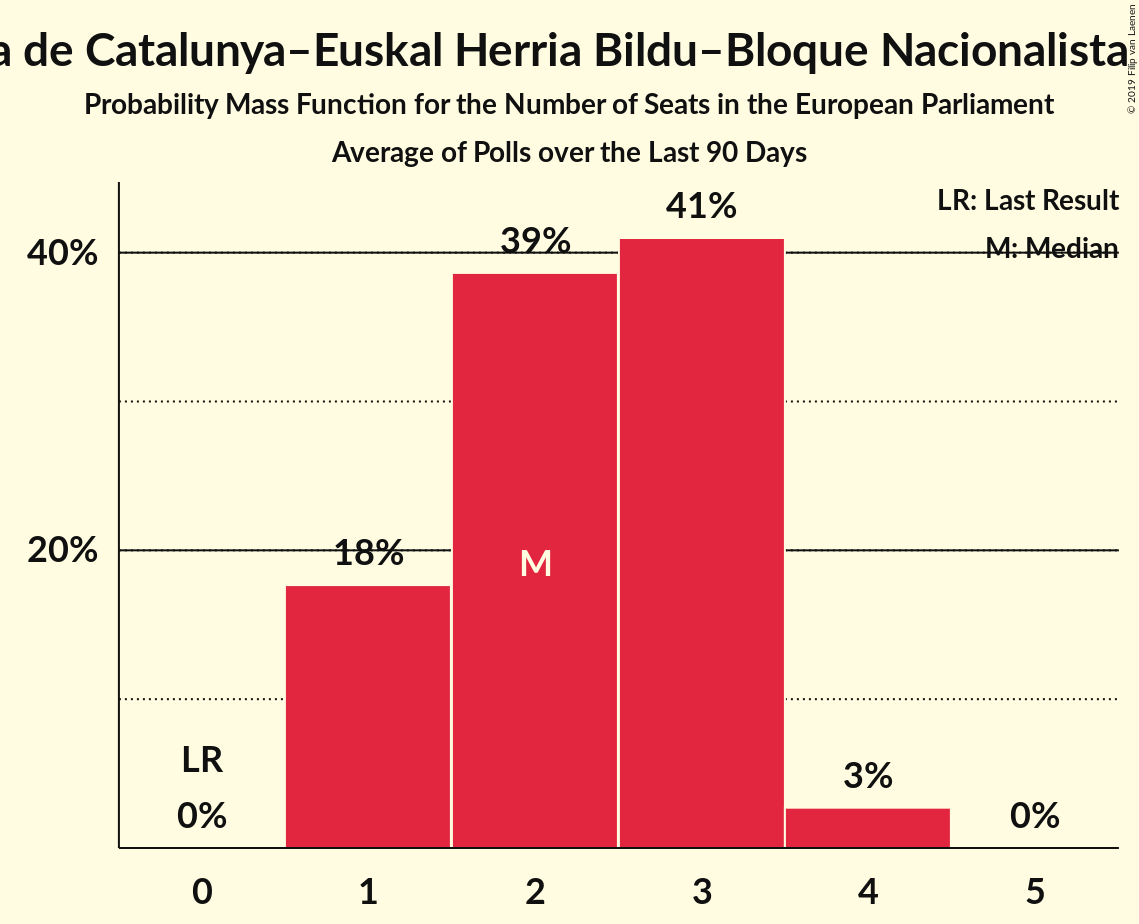 a de Catalunya–Euskal Herria Bildu–Bloque Nacionalista
Probability Mass Function for the Number of Seats in the European Parliament
Average of Polls over the Last 90 Days
© 2019 Filip van Laenen
LR: Last Result
M: Median
40%
20%
LR
0%
18%
39%
M
41%
3%
0%
0
1
2
3
4
5